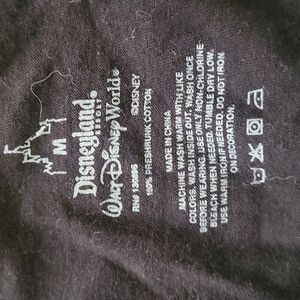 M
Disneyland.
RESORT
Walt Disney World®
©DISNEY
100% PRESHRUNK COTTON
MADE IN CHINA
MACHINE WASH WARM WITH LIKE
COLORS. WASH INSIDE OUT. WASH ONCE
BEFORE WEARING. USE ONLY NON-CHLORINE
BLEACH WHEN NEEDED. TUMBLE DRY LOW.
USE WARM IRON IF NEEDED. DO NOT IRON
ON DECORATION.